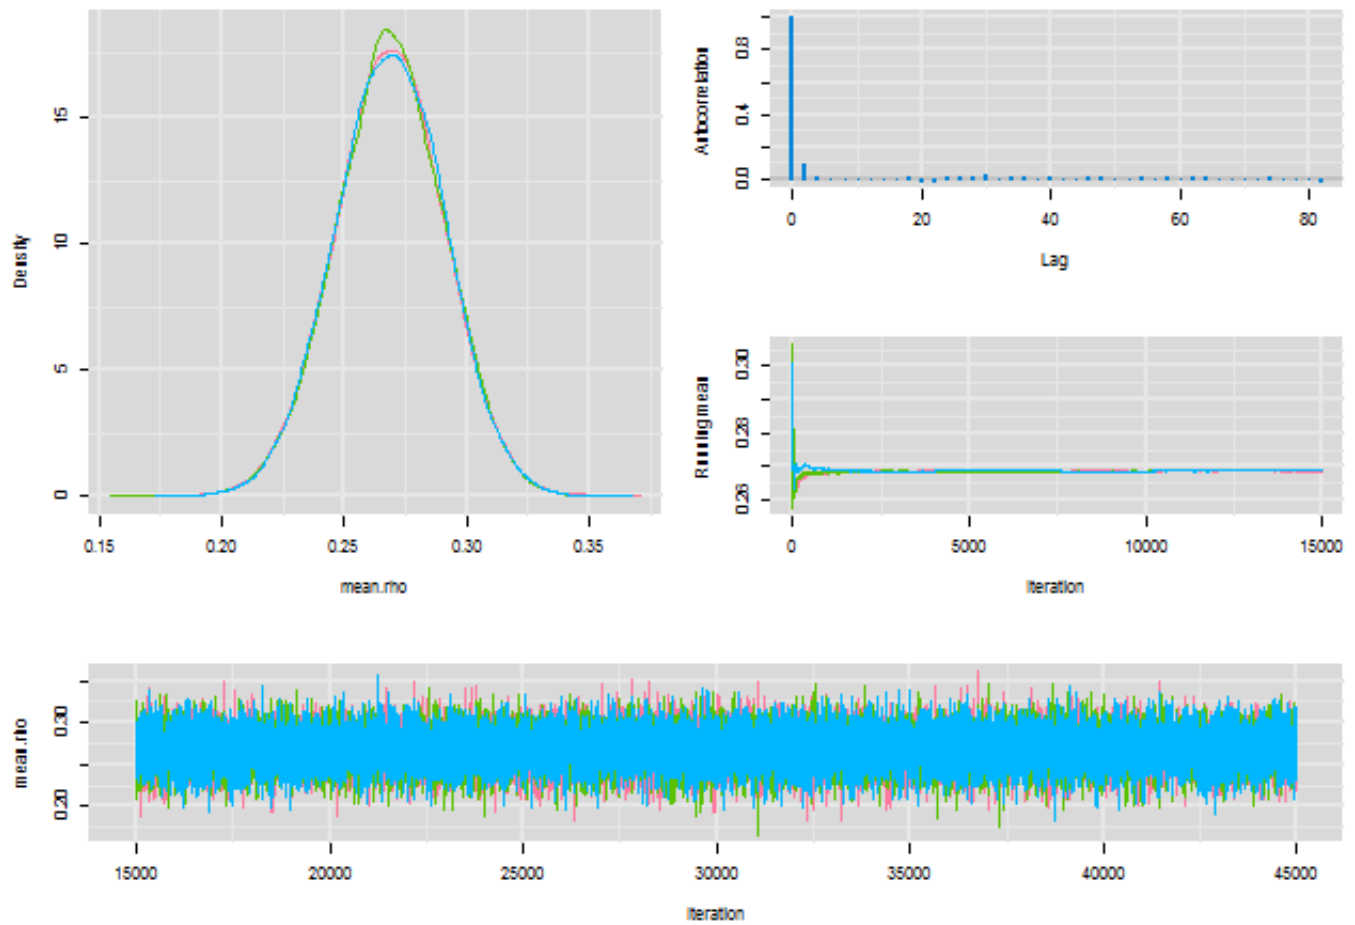 Density
15
10
5
0
0.15 0.20 0.25 0.30 0.35
mean.rho
Autocorrelation
0.8
0.4
0.0
0 20 40 60 80
Lag
Running mean
0.30
0.28
0.26
0 5000 10000 15000
Iteration
mean.rho
0.30
0.20
15000 20000 25000 30000 35000 40000 45000
Iteration